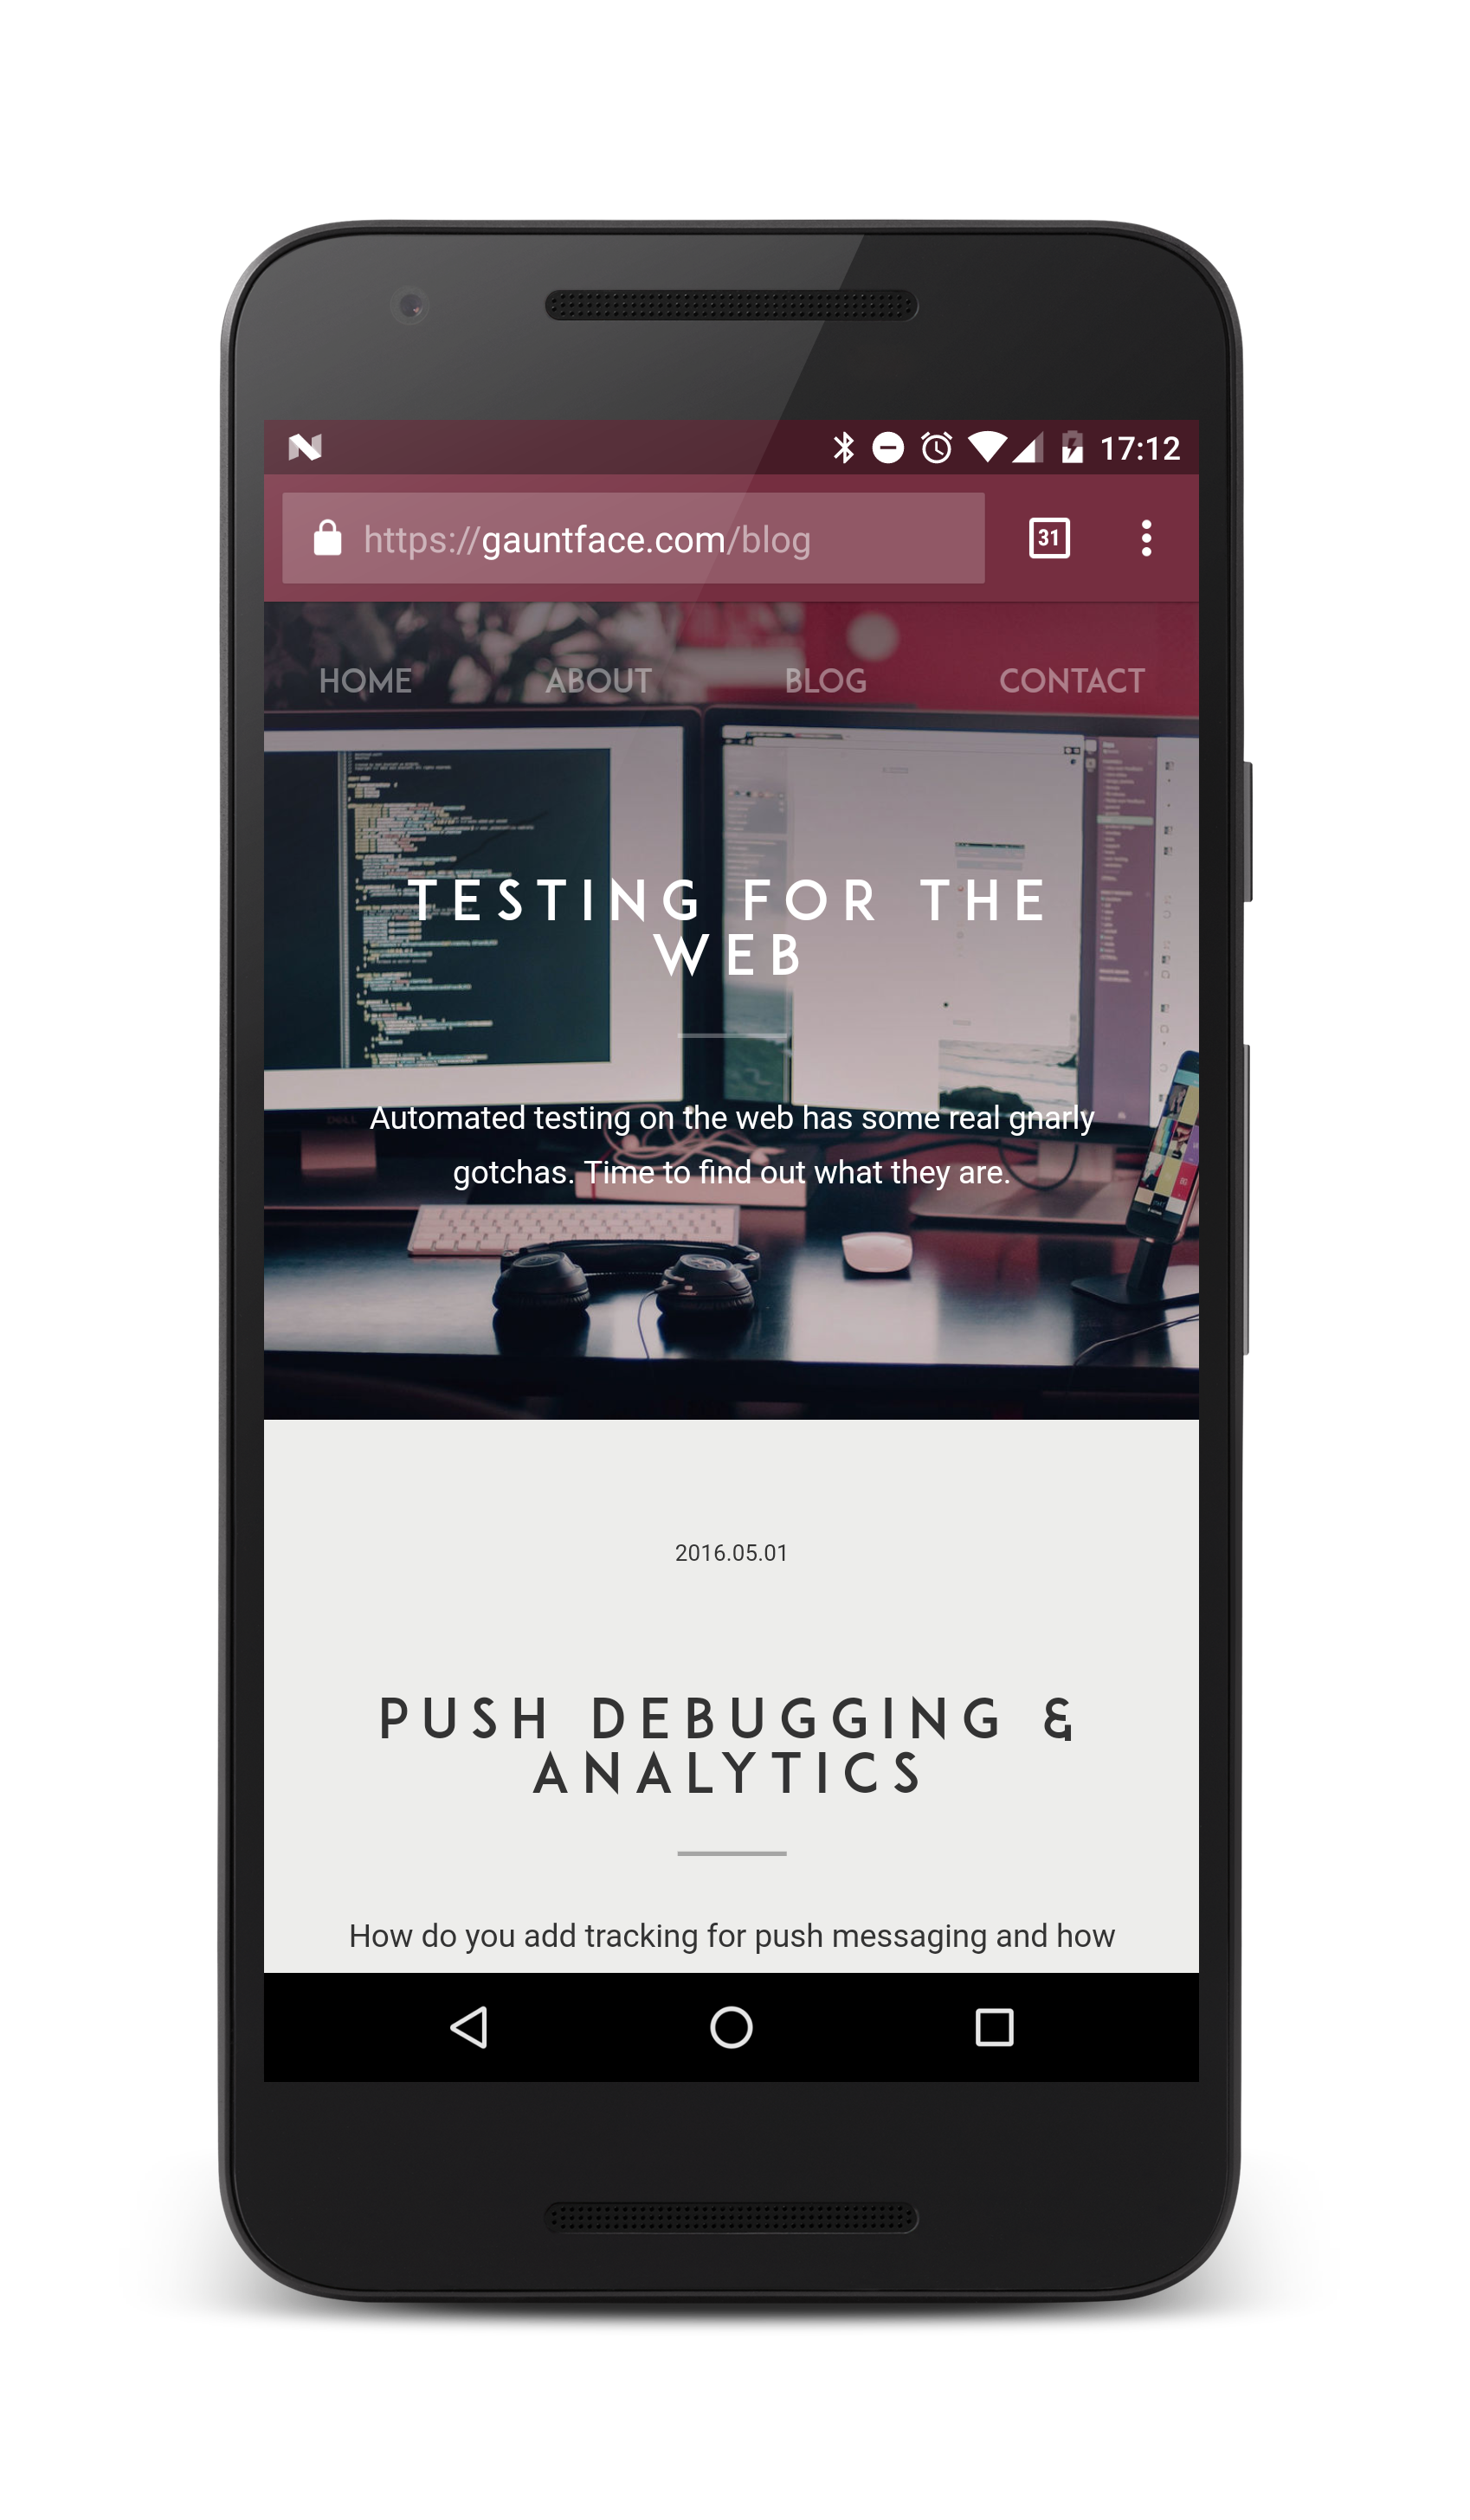 17:12
https://gauntface.com/blog
31
HOME ABOUT BLOG CONTACT
TESTING FOR THE
WEB
Automated testing on the web has some real gnarly
gotchas. Time to find out what they are.
2016.05.01
PUSH DEBUGGING &
ANALYTICS
How do you add tracking for push messaging and how